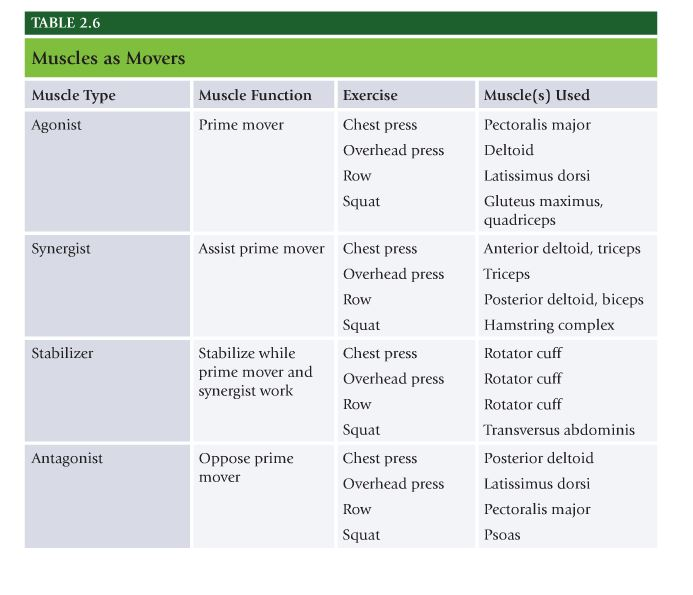 TABLE 2.6
Muscles as Movers
Muscle Type Muscle Function Exercise Muscle(s) Used
Agonist Prime mover Chest press Pectoralis major
Overhead press Deltoid
Row Latissimus dorsi
Squat Gluteus maximus,
quadriceps
Synergist Assist prime mover Chest press Anterior deltoid, triceps
Overhead press Triceps
Row Posterior deltoid, biceps
Squat Hamstring complex
Stabilizer Stabilize while Chest press Rotator cuff
prime mover and Overhead press Rotator cuff
synergist work Row Rotator cuff
Squat Transversus abdominis
Antagonist Oppose prime Chest press Posterior deltoid
mover Overhead press Latissimus dorsi
Row Pectoralis major
Squat Psoas